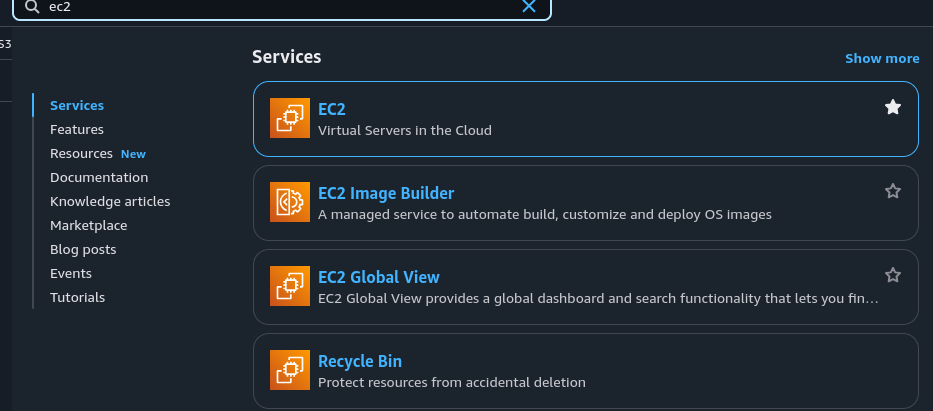 ec2
S3
Services
Show more
Services
Features
Resources New
Documentation
Knowledge articles
Marketplace
Blog posts
Events
Tutorials
EC2
Virtual Servers in the Cloud
EC2 Image Builder
A managed service to automate build, customize and deploy OS images
EC2 Global View
EC2 Global View provides a global dashboard and search functionality that lets you fin…
Recycle Bin
Protect resources from accidental deletion